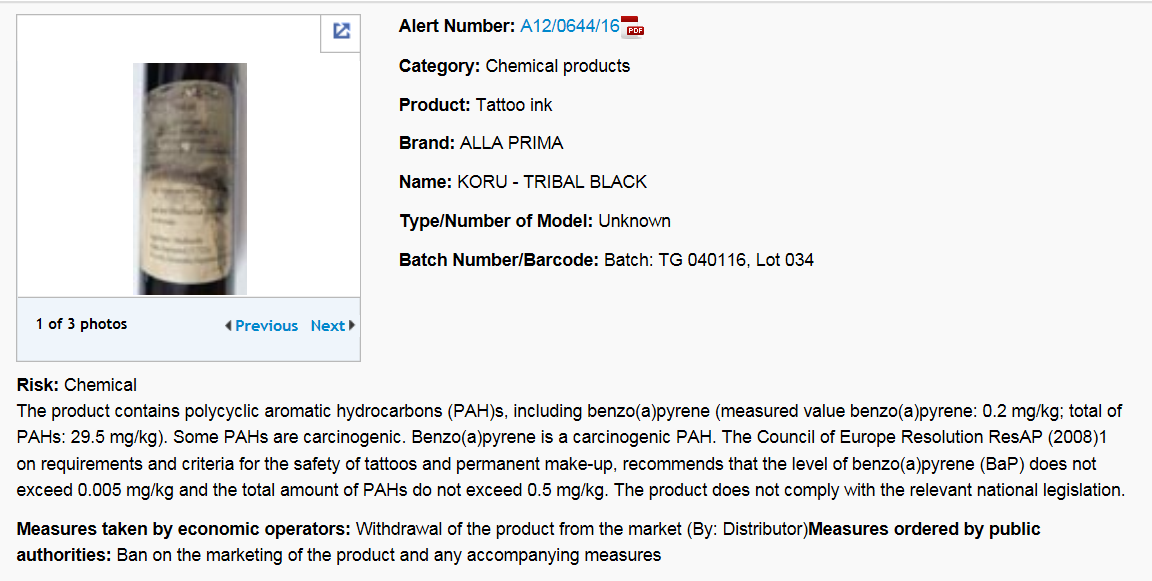 Alert Number: A12/0644/16 PDF
Category: Chemical products
Product: Tattoo ink
Brand: ALLA PRIMA
Name: KORU - TRIBAL BLACK
Type/Number of Model: Unknown
Batch Number/Barcode: Batch: TG 040116, Lot 034
1 of 3 photos Previous Next
Risk: Chemical
The product contains polycyclic aromatic hydrocarbons (PAH)s, including benzo(a)pyrene (measured value benzo(a)pyrene: 0.2 mg/kg; total of
PAHs: 29.5 mg/kg). Some PAHs are carcinogenic. Benzo(a)pyrene is a carcinogenic PAH. The Council of Europe Resolution ResAP (2008)1
on requirements and criteria for the safety of tattoos and permanent make-up, recommends that the level of benzo(a)pyrene (BaP) does not
exceed 0.005 mg/kg and the total amount of PAHs do not exceed 0.5 mg/kg. The product does not comply with the relevant national legislation.
Measures taken by economic operators: Withdrawal of the product from the market (By: Distributor)Measures ordered by public
authorities: Ban on the marketing of the product and any accompanying measures